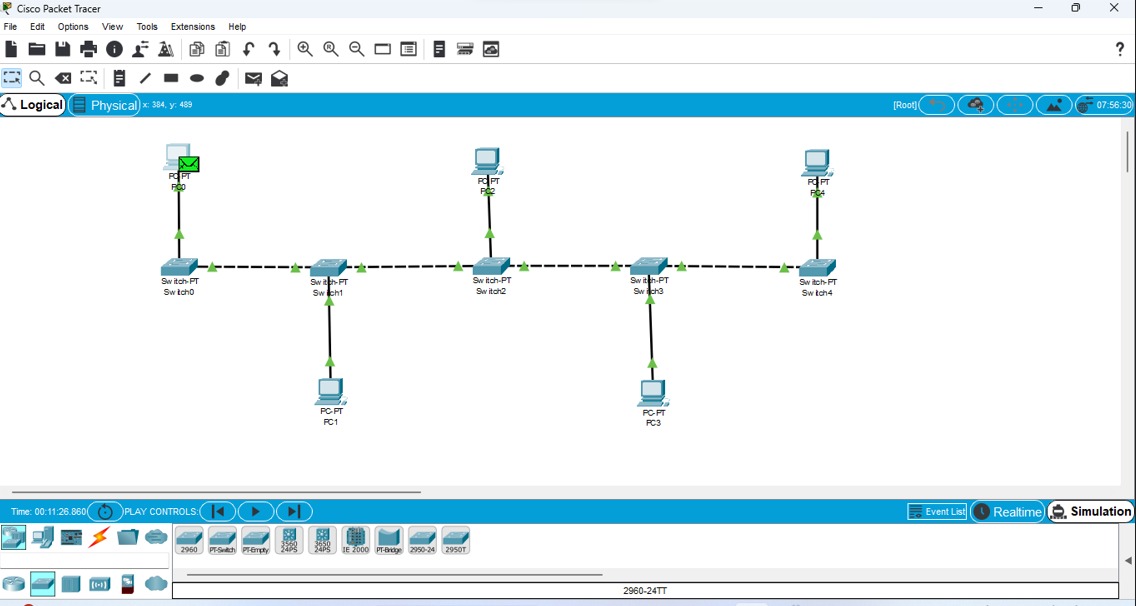 Cisco Packet Tracer
File Edit Options View Tools Extensions Help
?
Logical Physical x: 384, y: 489 [Root] 07:56:30
PC-PT
PC0
PC-PT
PC2
PC-PT
PC4
Switch-PT
Switch0
Switch-PT
Switch1
Switch-PT
Switch2
Switch-PT
Switch3
Switch-PT
Switch4
PC-PT
PC1
PC-PT
PC3
Time: 00:11:26.860 PLAY CONTROLS: Event List Realtime Simulation
2960 PT-Switch PT-Empty 3560 24PS 3650 24PS IE 2000 PT-Bridge 2950-24 2950T
2960-24TT